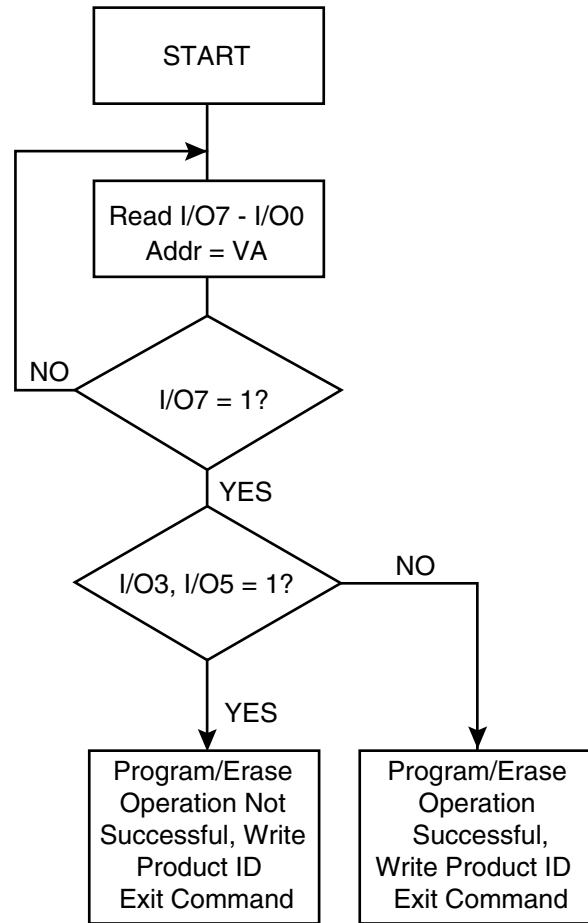 START
Read I/O7 - I/O0
Addr = VA
NO
I/O7 = 1?
YES
I/O3, I/O5 = 1?
NO
YES
Program/Erase
Operation Not
Successful, Write
Product ID
Exit Command
Program/Erase
Operation
Successful,
Write Product ID
Exit Command